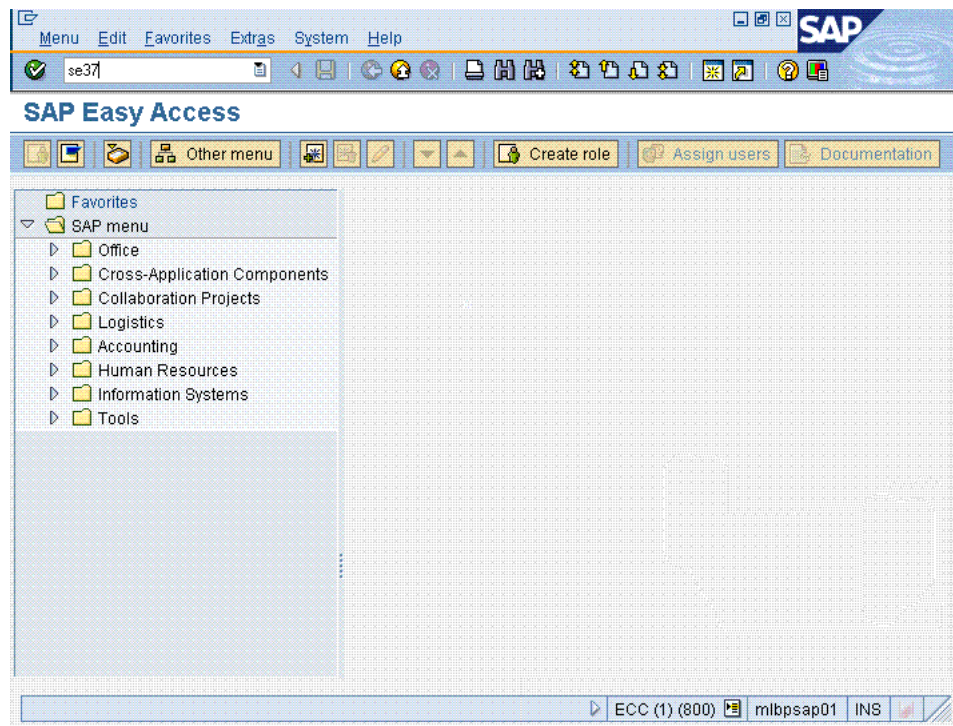 Menu Edit Favorites Extras System Help
SAP
se37
SAP Easy Access
Other menu Create role Assign users Documentation
Favorites
SAP menu
Office
Cross-Application Components
Collaboration Projects
Logistics
Accounting
Human Resources
Information Systems
Tools
ECC (1) (800) mlbpsap01 INS